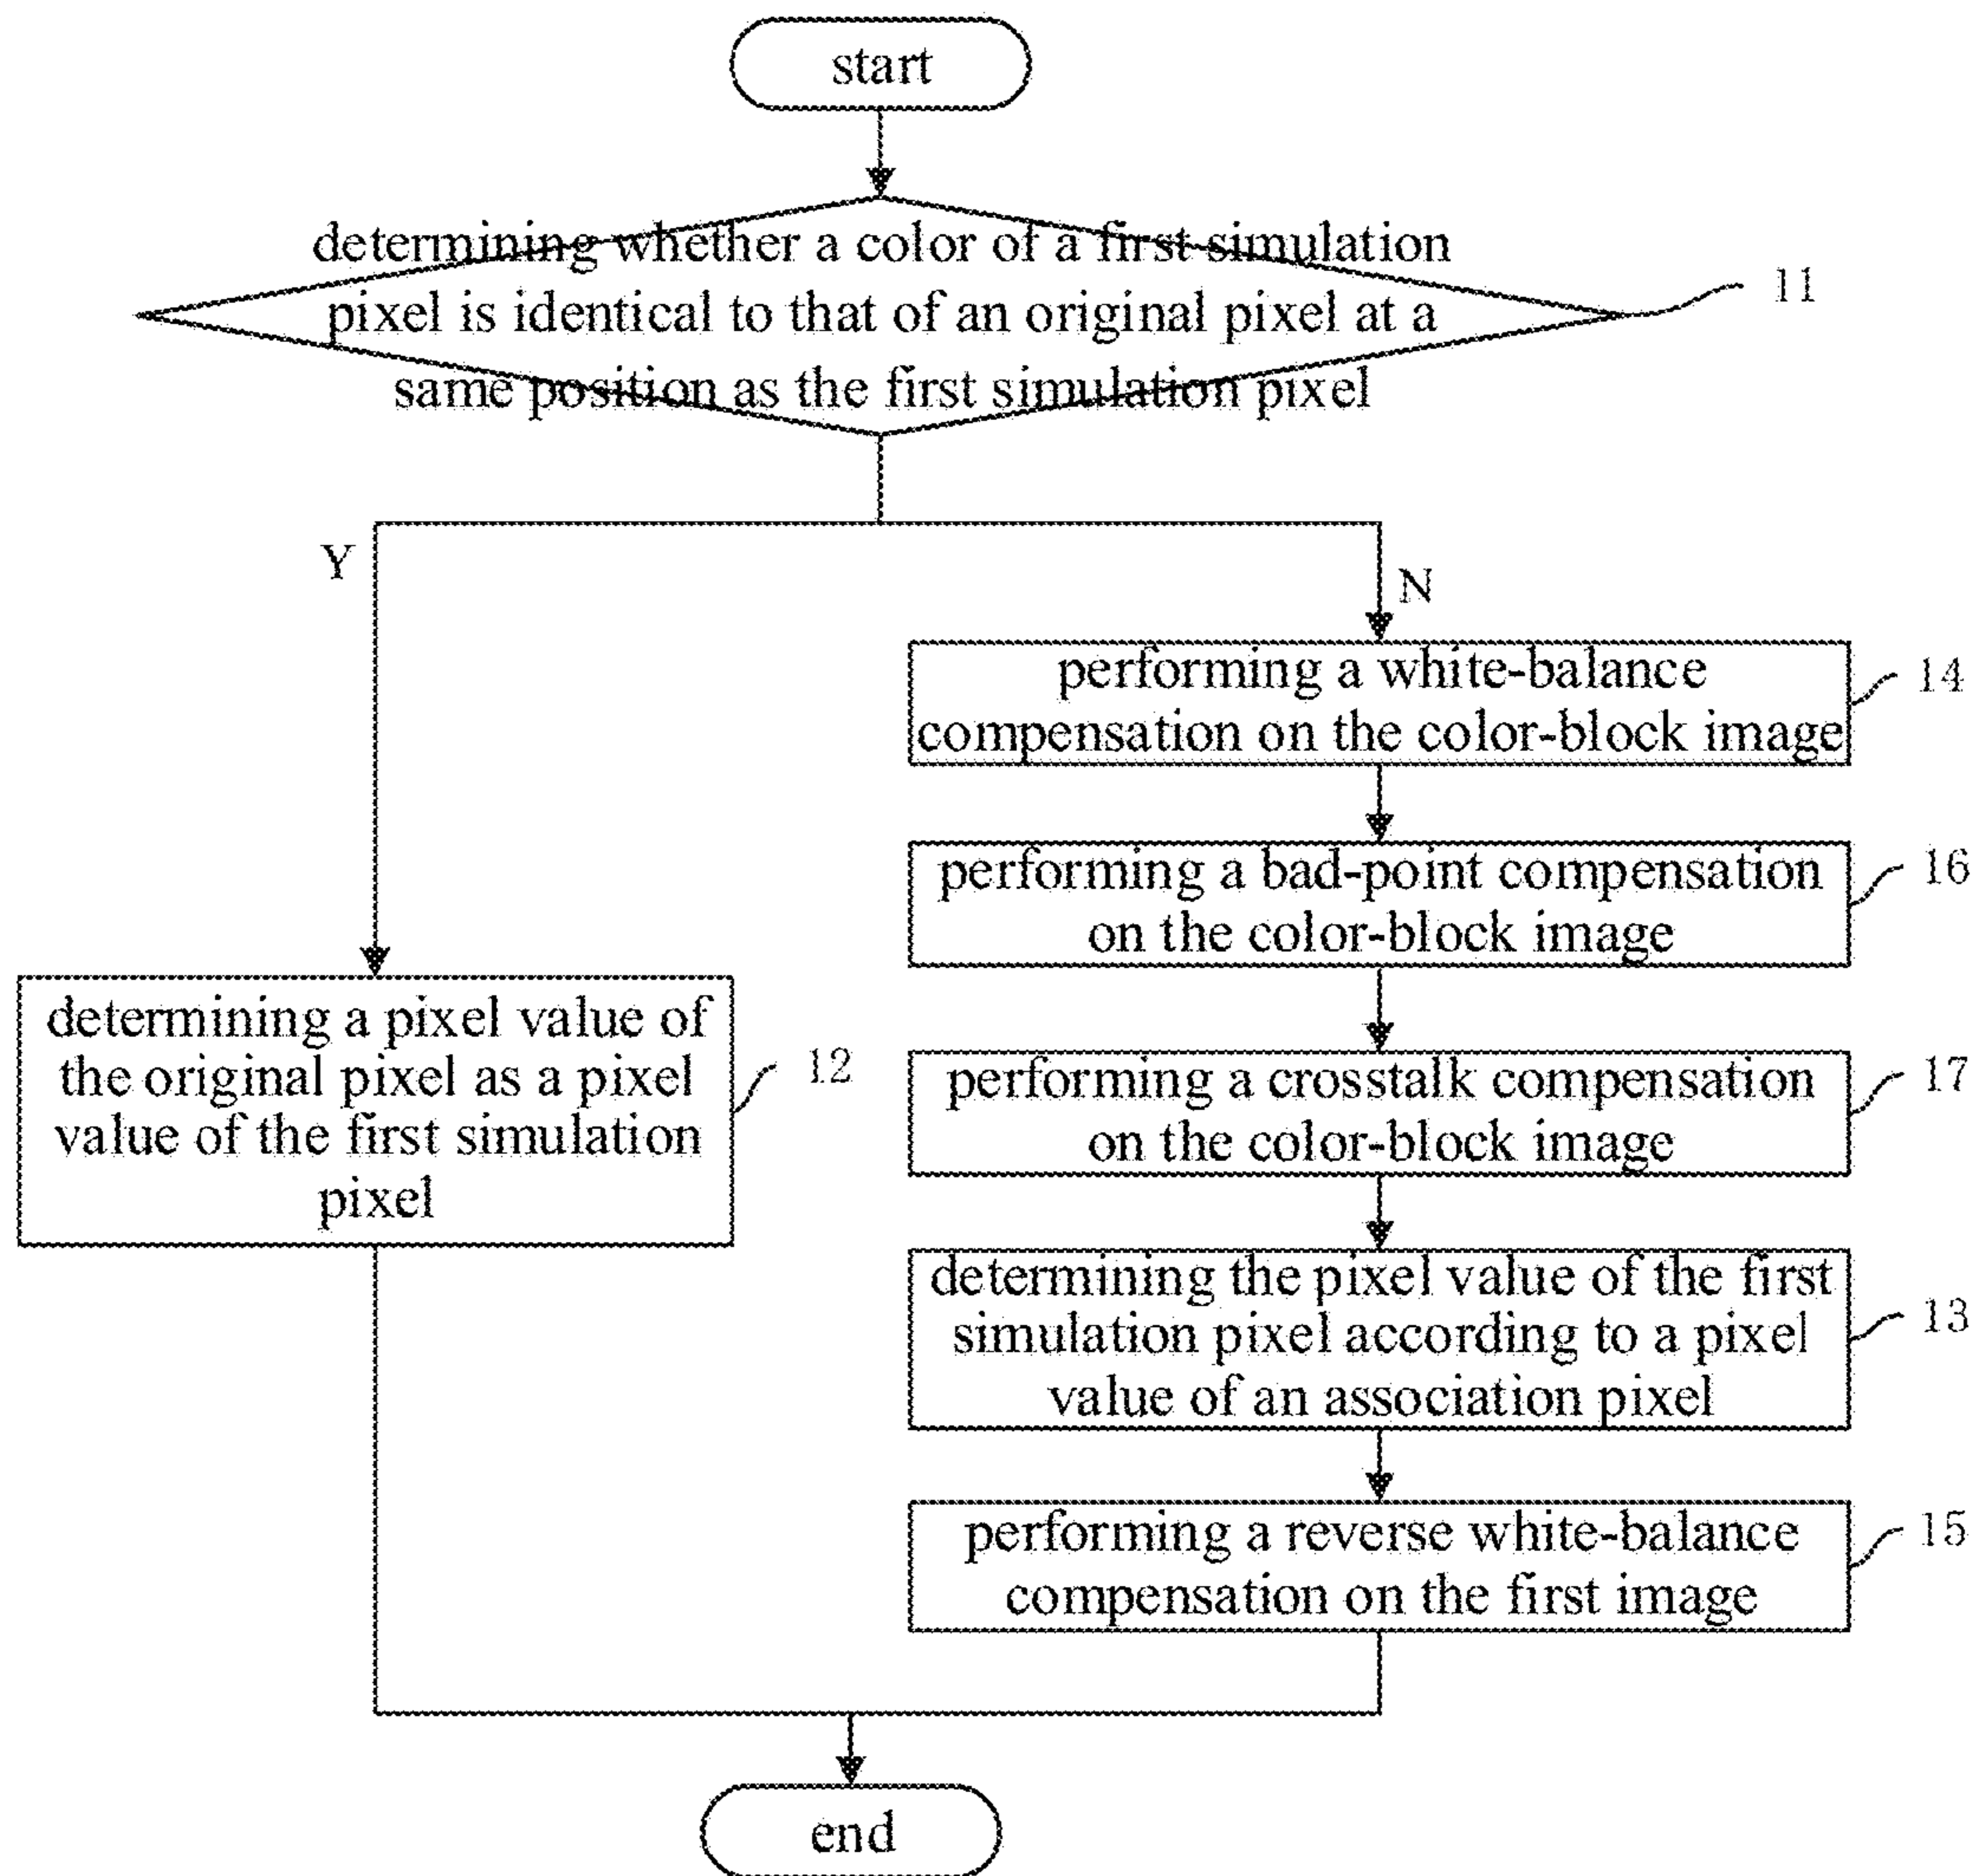 start
determining whether a color of a first simulation
pixel is identical to that of an original pixel at a
same position as the first simulation pixel
11
Y
N
performing a white-balance
compensation on the color-block image
14
performing a bad-point compensation
on the color-block image
16
performing a crosstalk compensation
on the color-block image
17
determining a pixel value of
the original pixel as a pixel
value of the first simulation
pixel
12
determining the pixel value of the first
simulation pixel according to a pixel
value of an association pixel
13
performing a reverse white-balance
compensation on the first image
15
end